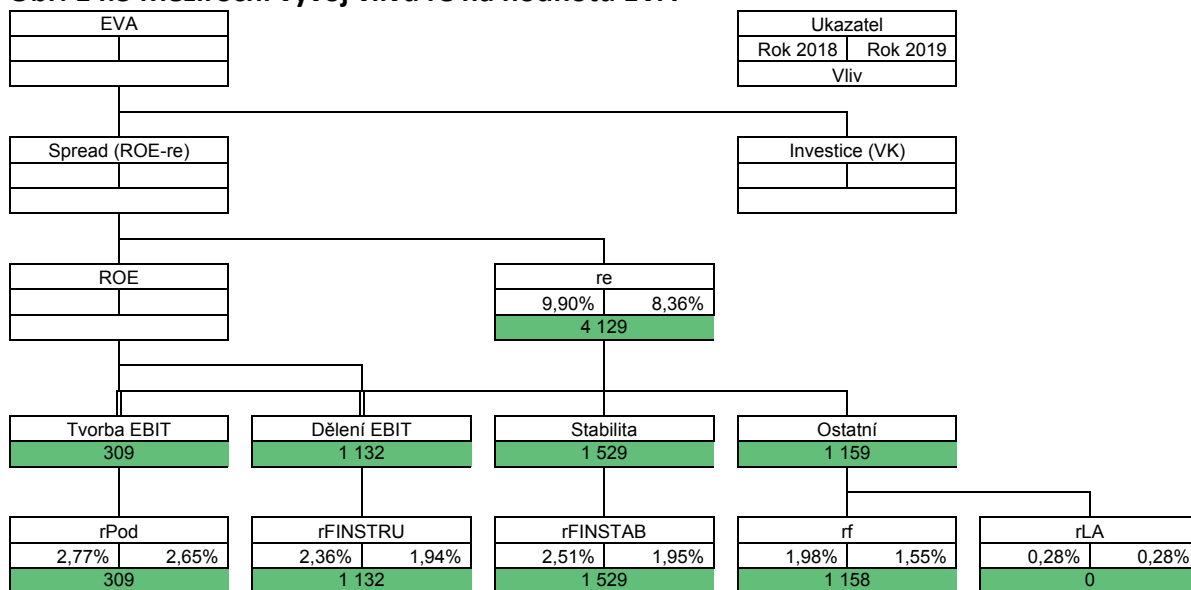 EVA
Ukazatel
Rok 2018 Rok 2019
Vliv
Spread (ROE-re)
Investice (VK)
ROE
re
9,90% 8,36%
4 129
Tvorba EBIT
309
Dělení EBIT
1 132
Stabilita
1 529
Ostatní
1 159
rPod
2,77% 2,65%
309
rFINSTRU
2,36% 1,94%
1 132
rFINSTAB
2,51% 1,95%
1 529
rf
1,98% 1,55%
1 158
rLA
0,28% 0,28%
0